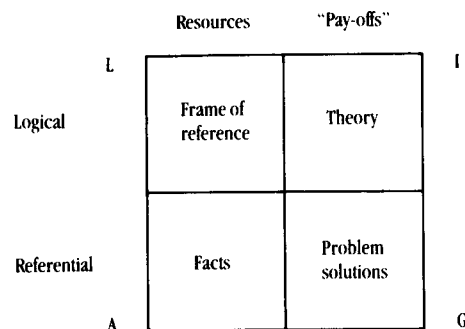 Resources "Pay-offs"
L I
Logical Frame of reference Theory
Referential Facts Problem solutions
A G